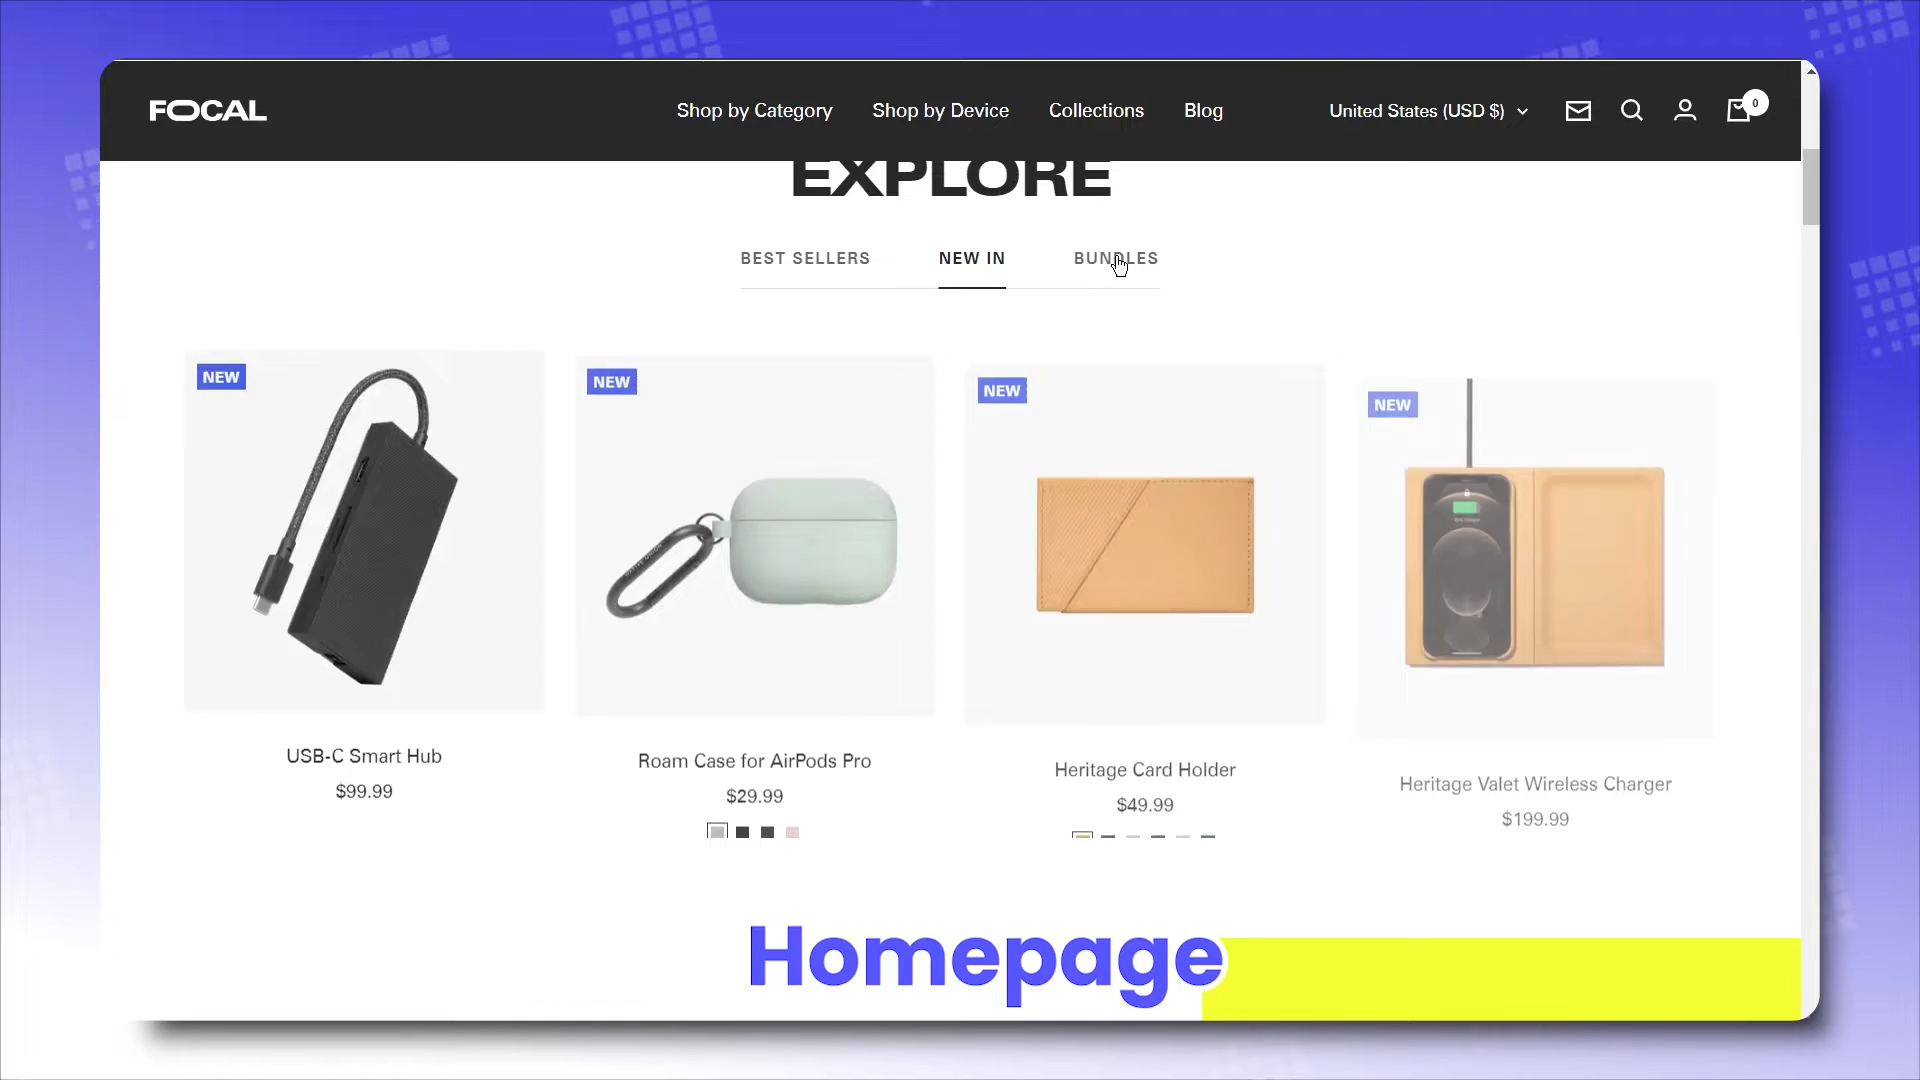 FOCAL
Shop by Category Shop by Device Collections Blog United States (USD $) 0
EXPLORE
BEST SELLERS NEW IN BUNDLES
NEW NEW NEW NEW
USB-C Smart Hub Roam Case for AirPods Pro Heritage Card Holder Heritage Valet Wireless Charger
$99.99 $29.99 $49.99 $199.99
Homepage